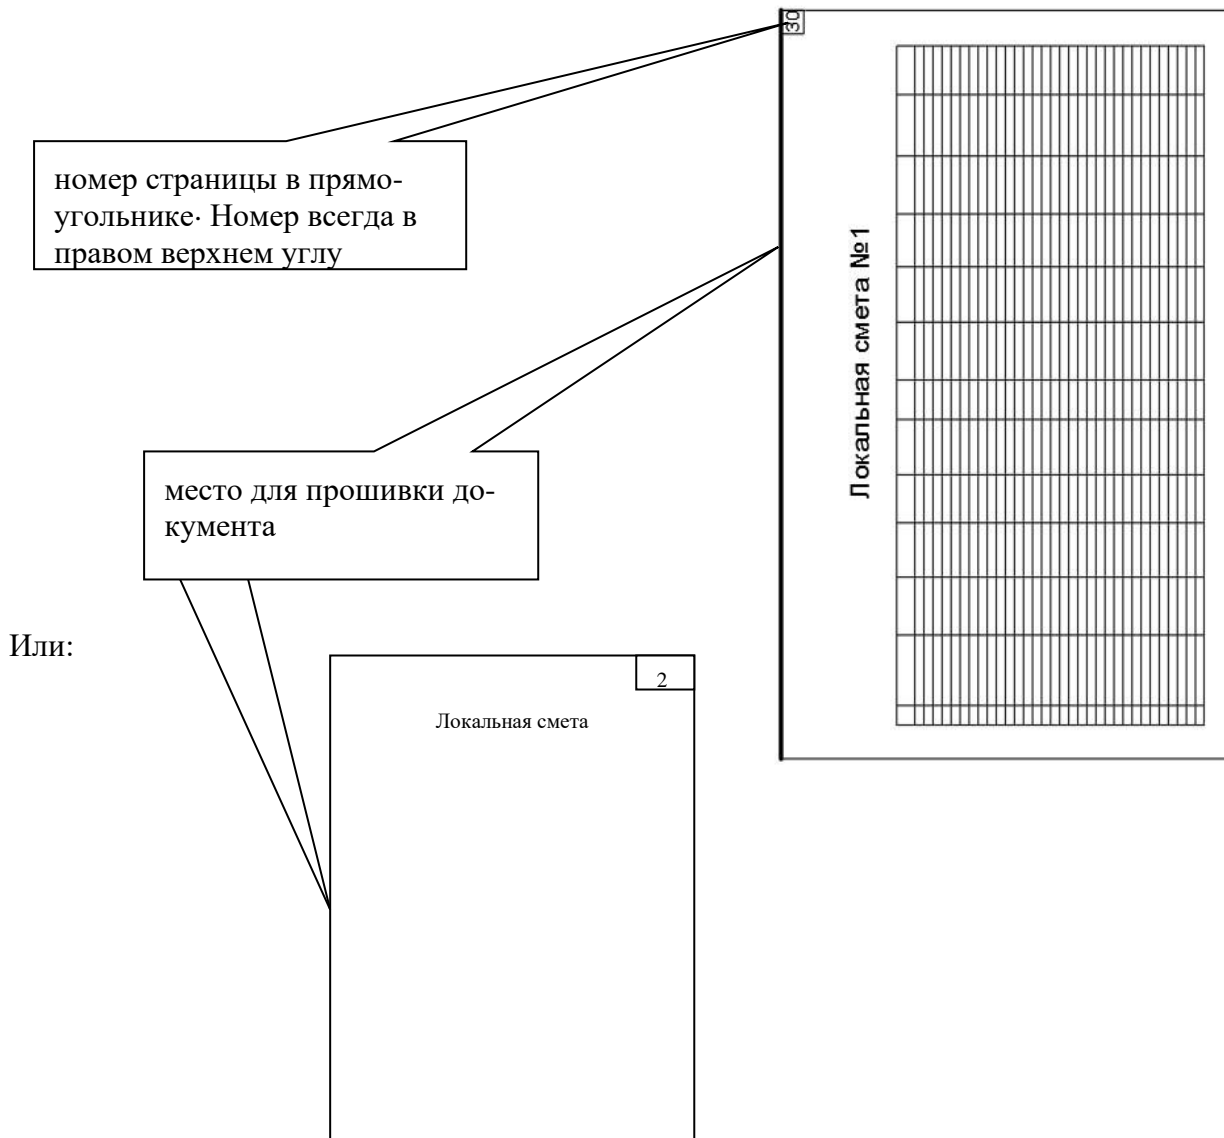 30
номер страницы в прямо-
угольнике· Номер всегда в
правом верхнем углу
Локальная смета №1
место для прошивки до-
кумента
Или:
2
Локальная смета